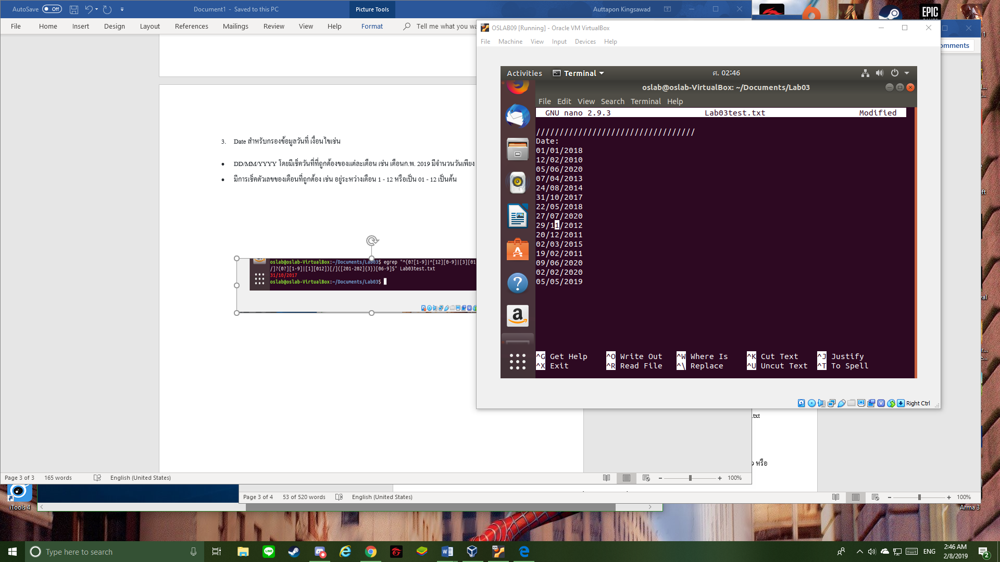 AutoSave Off Document1 - Saved to this PC Picture Tools Auttapon Kingsawad
File Home Insert Design Layout References Mailings Review View Help Format Tell me what you wa
EPIC
OSLAB09 [Running] - Oracle VM VirtualBox
File Machine View Input Devices Help
omments
Activities Terminal ศ. 02:46
oslab@oslab-VirtualBox: ~/Documents/Lab03
File Edit View Search Terminal Help
GNU nano 2.9.3 Lab03test.txt Modified
//////////////////////////////////
Date:
01/01/2018
12/02/2010
05/06/2020
07/04/2013
24/08/2014
31/10/2017
22/05/2018
27/07/2020
29/11/2012
20/12/2011
02/03/2015
19/02/2011
09/06/2020
02/02/2020
05/05/2019
^G Get Help ^O Write Out ^W Where Is ^K Cut Text ^J Justify
^X Exit ^R Read File ^\ Replace ^U Uncut Text ^T To Spell
Right Ctrl
3. Date สำหรับกรองข้อมูลวันที่ เงื่อนไขเช่น
• DD/MM/YYYY โดยมีเช็ควันที่ที่ถูกต้องของแต่ละเดือน เช่น เดือนก.พ. 2019 มีจำนวนวันเพียง
• มีการเช็คตัวเลขของเดือนที่ถูกต้อง เช่น อยู่ระหว่างเดือน 1 - 12 หรือเป็น 01 - 12 เป็นต้น
oslab@oslab-VirtualBox:~/Documents/Lab03$ egrep "^(0?[1-9]|^[12][0-9]|[3][01
/]?(0?][1-9]|[1][012])[/]([201-202]{3})[06-9]$" Lab03test.txt
31/10/2017
oslab@oslab-VirtualBox:~/Documents/Lab03$
.txt
9 หรือ
Page 3 of 3 165 words English (United States) 100%
Page 3 of 4 53 of 520 words English (United States) 100%
iTools 4
Arma 3
Type here to search
LINE
ENG
2:46 AM
2/8/2019
2